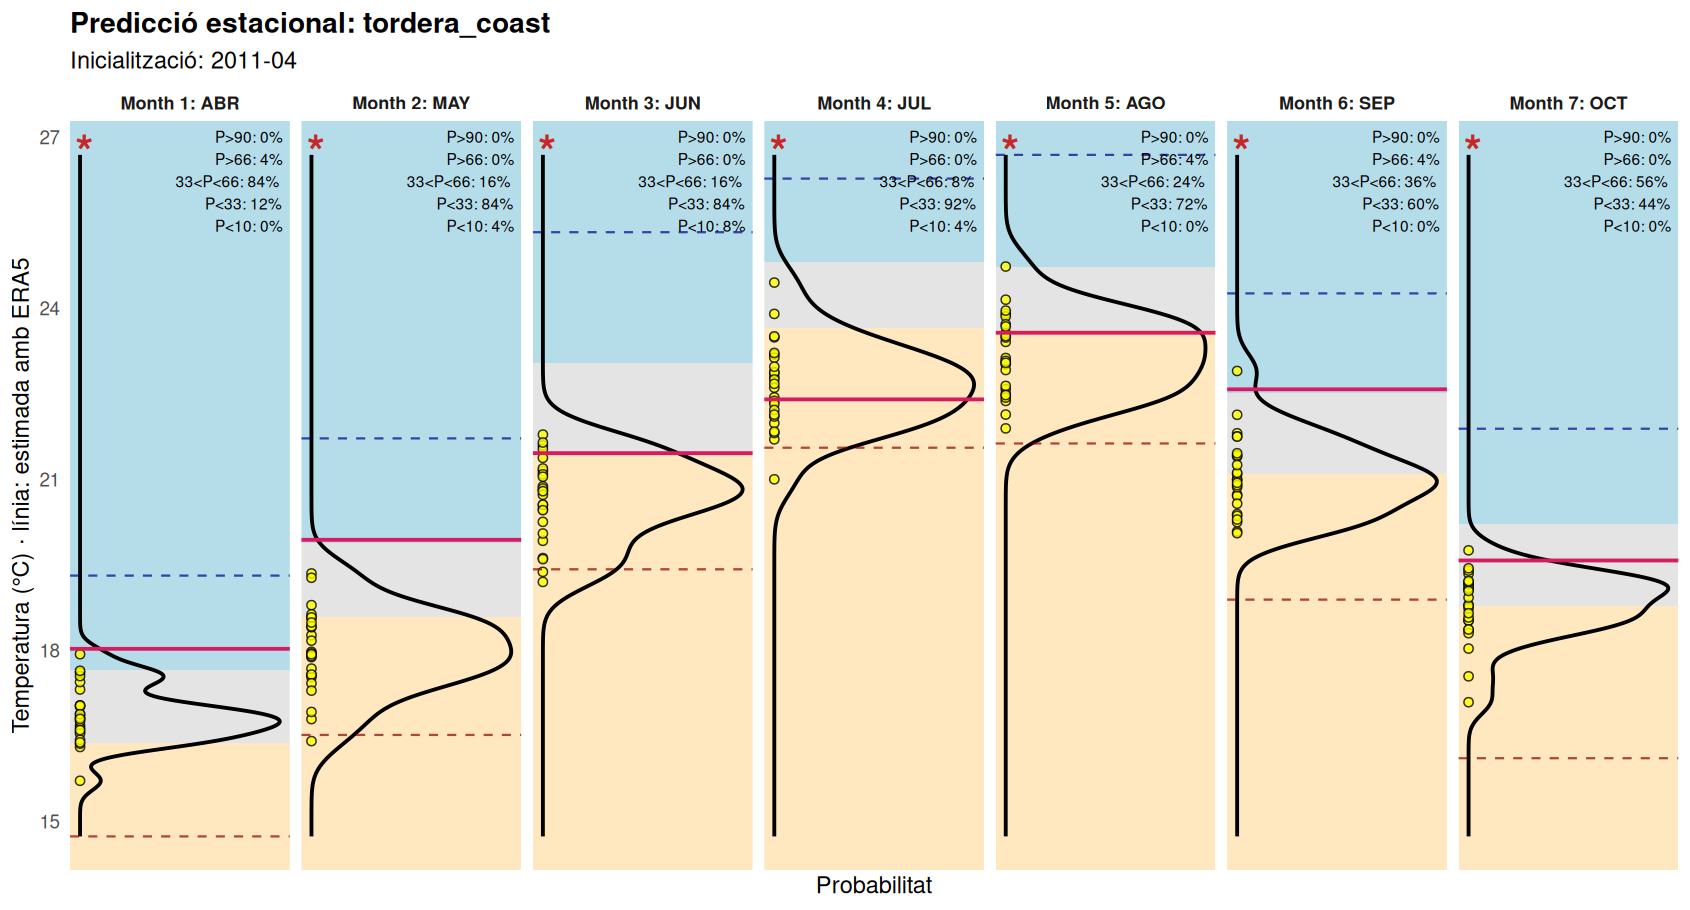 Predicció estacional: tordera_coast
Inicialització: 2011-04
Month 1: ABR
Month 2: MAY
Month 3: JUN
Month 4: JUL
Month 5: AGO
Month 6: SEP
Month 7: OCT
*
P>90: 0%
P>66: 4%
33<P<66: 84%
P<33: 12%
P<10: 0%
*
P>90: 0%
P>66: 0%
33<P<66: 16%
P<33: 84%
P<10: 4%
*
P>90: 0%
P>66: 0%
33<P<66: 16%
P<33: 84%
P<10: 8%
*
P>90: 0%
P>66: 0%
33<P<66: 8%
P<33: 92%
P<10: 4%
*
P>90: 0%
P>66: 4%
33<P<66: 24%
P<33: 72%
P<10: 0%
*
P>90: 0%
P>66: 4%
33<P<66: 36%
P<33: 60%
P<10: 0%
*
P>90: 0%
P>66: 0%
33<P<66: 56%
P<33: 44%
P<10: 0%
27
24
21
18
15
Temperatura (°C) · línia: estimada amb ERA5
Probabilitat